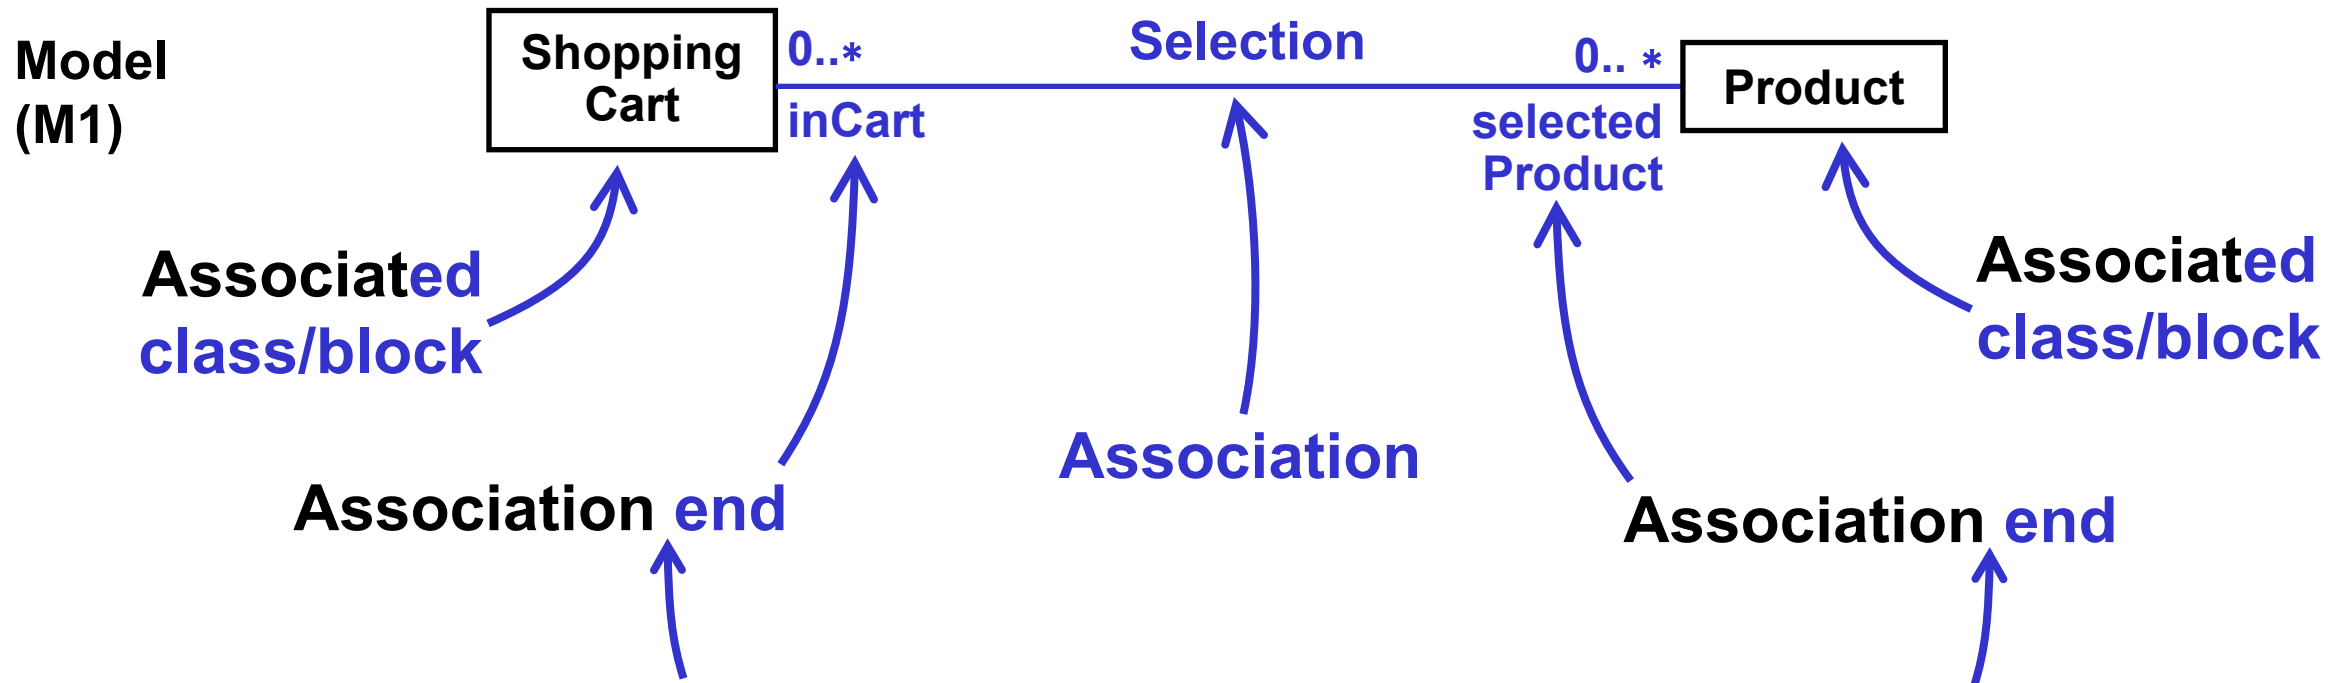 Model
(M1)
Shopping
Cart
0..*
inCart
Selection
0.. *
selected
Product
Product
Associated
class/block
Associated
class/block
Association
Association end
Association end